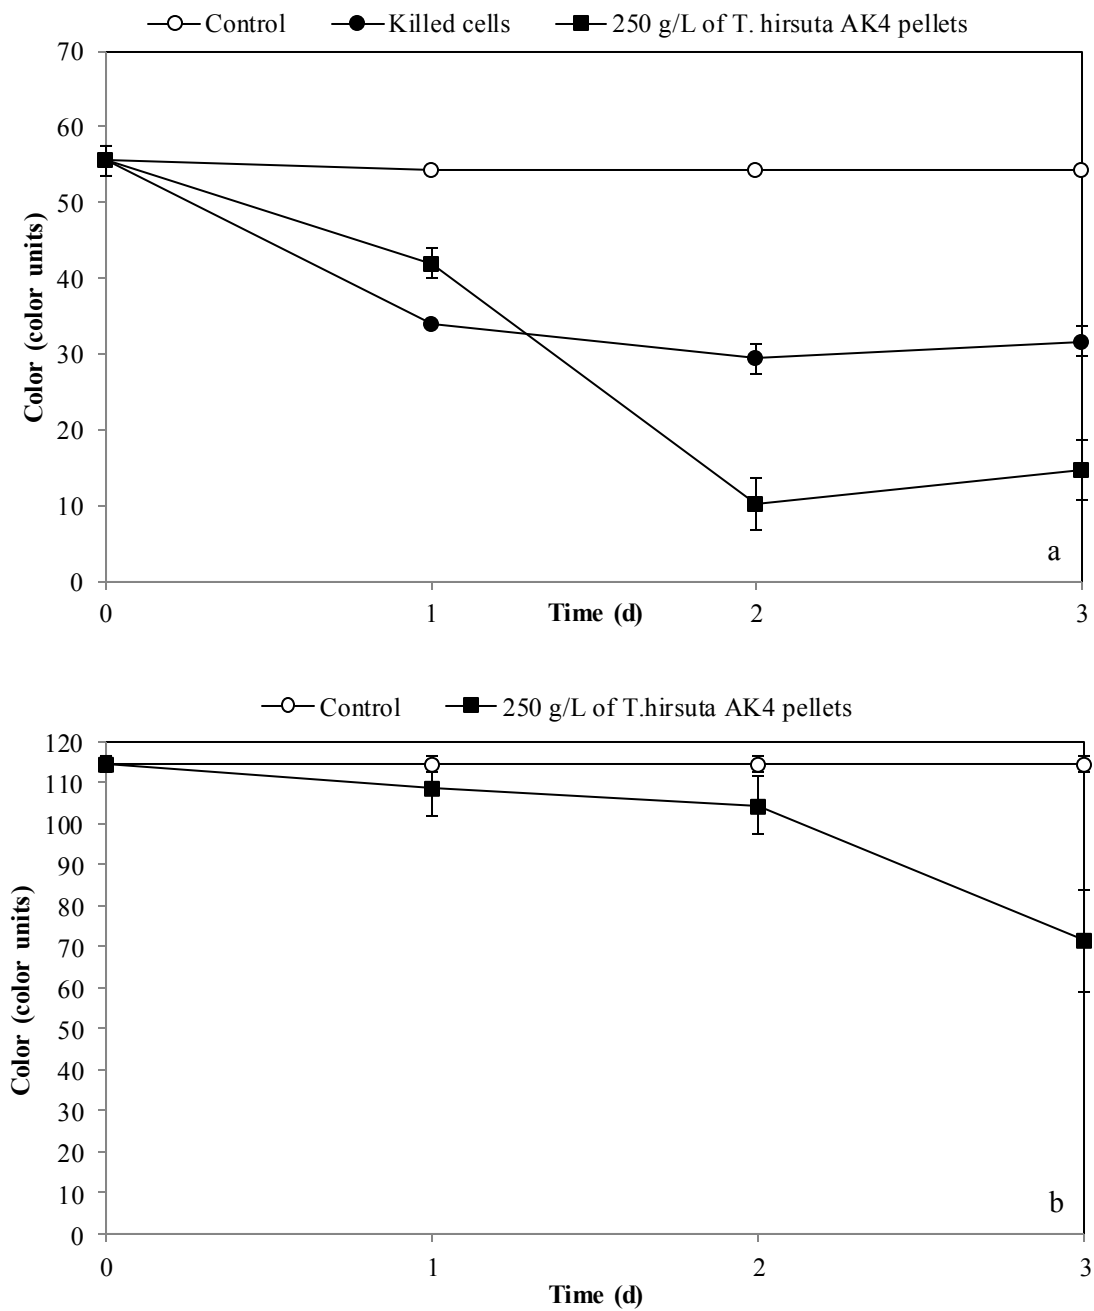 Control Killed cells 250 g/L of T. hirsuta AK4 pellets
70
60
50
40
30
20
10
0
Color (color units)
a
0 1 2 3
Time (d)
Control 250 g/L of T.hirsuta AK4 pellets
120
110
100
90
80
70
60
50
40
30
20
10
0
Color (color units)
b
0 1 2 3
Time (d)